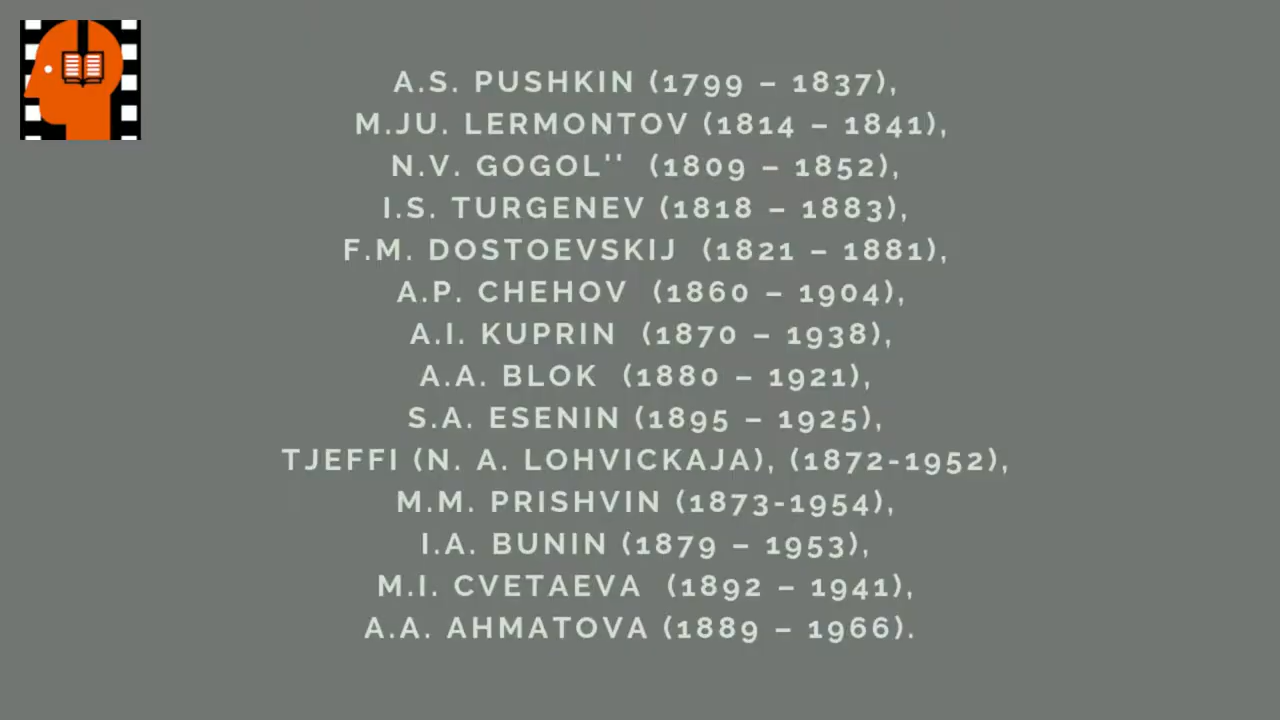 A.S. PUSHKIN (1799 – 1837),
M.JU. LERMONTOV (1814 – 1841),
N.V. GOGOL'' (1809 – 1852),
I.S. TURGENEV (1818 – 1883),
F.M. DOSTOEVSKIJ (1821 – 1881),
A.P. CHEHOV (1860 – 1904),
A.I. KUPRIN (1870 – 1938),
A.A. BLOK (1880 – 1921),
S.A. ESENIN (1895 – 1925),
TJEFFI (N. A. LOHVICKAJA), (1872-1952),
M.M. PRISHVIN (1873-1954),
I.A. BUNIN (1879 – 1953),
M.I. CVETAEVA (1892 – 1941),
A.A. AHMATOVA (1889 – 1966).